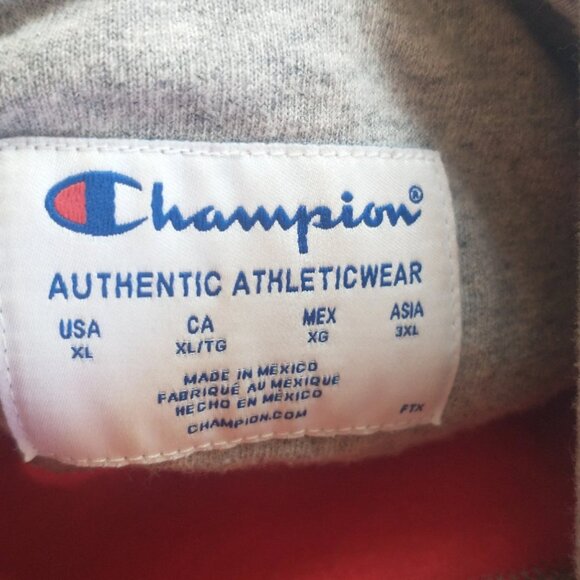 Champion®
AUTHENTIC ATHLETICWEAR
USA CA MEX ASIA
XL XL/TG XG 3XL
MADE IN MEXICO
FABRIQUÉ AU MEXIQUE
HECHO EN MÉXICO
CHAMPION.COM
FTX